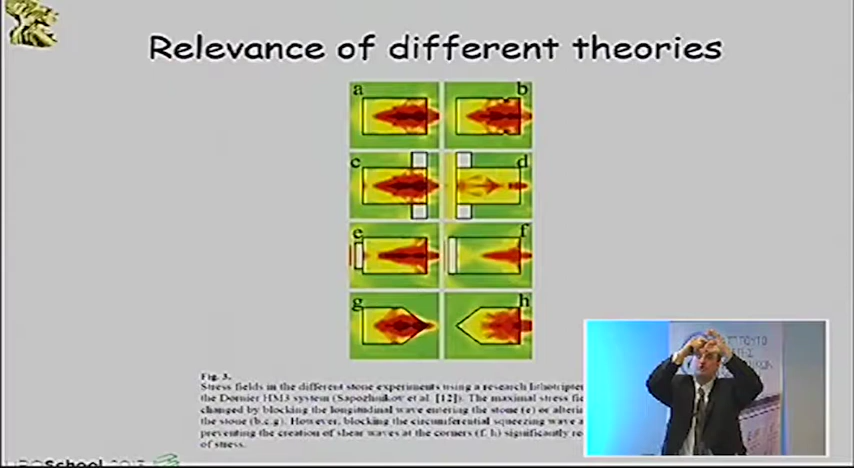 Relevance of different theories
a
b
c
d
e
f
g
h
Fig. 3.
Stress fields in the different stone experiments using a research lithotripter
the Dornier HM3 system (Sapozhnikov et al. [12]). The maximal stress fie
changed by blocking the longitudinal wave entering the stone (e) or alterin
the stone (b,c,g). However, blocking the circumferential squeezing wave a
preventing the creation of shear waves at the corners (f, h) significantly re
of stress.
UROSchool 2013